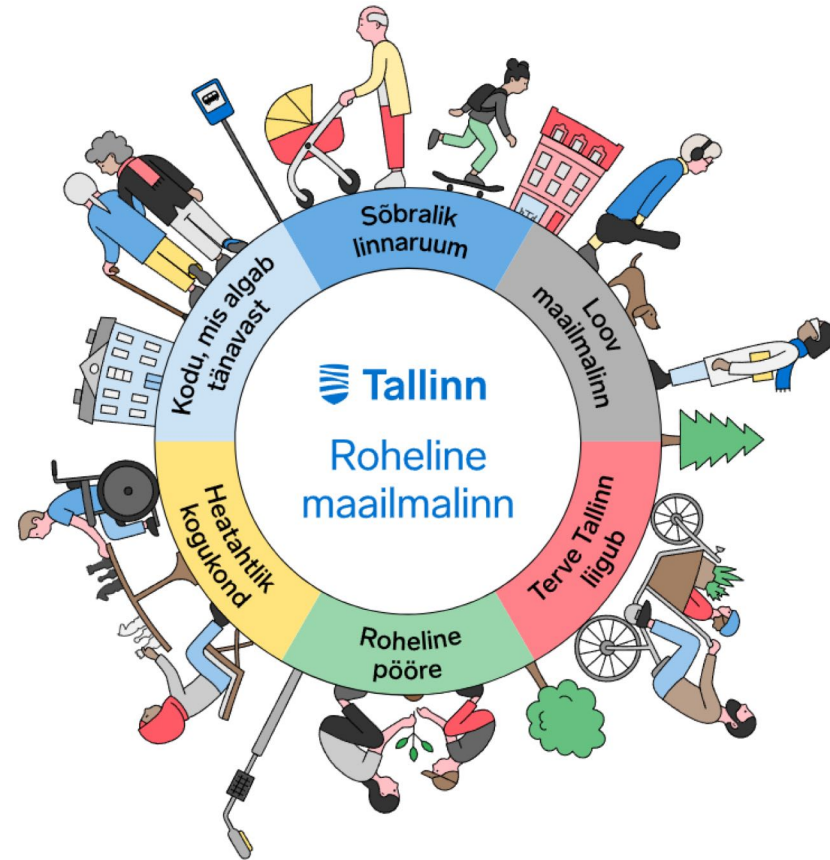 Tallinn
Roheline
maailmalinn
Sõbralik
linnaruum
Loov
maailmalinn
Terve Tallinn
liigub
Roheline
pööre
Heatahtlik
kogukond
Kodu, mis algab
tänavast